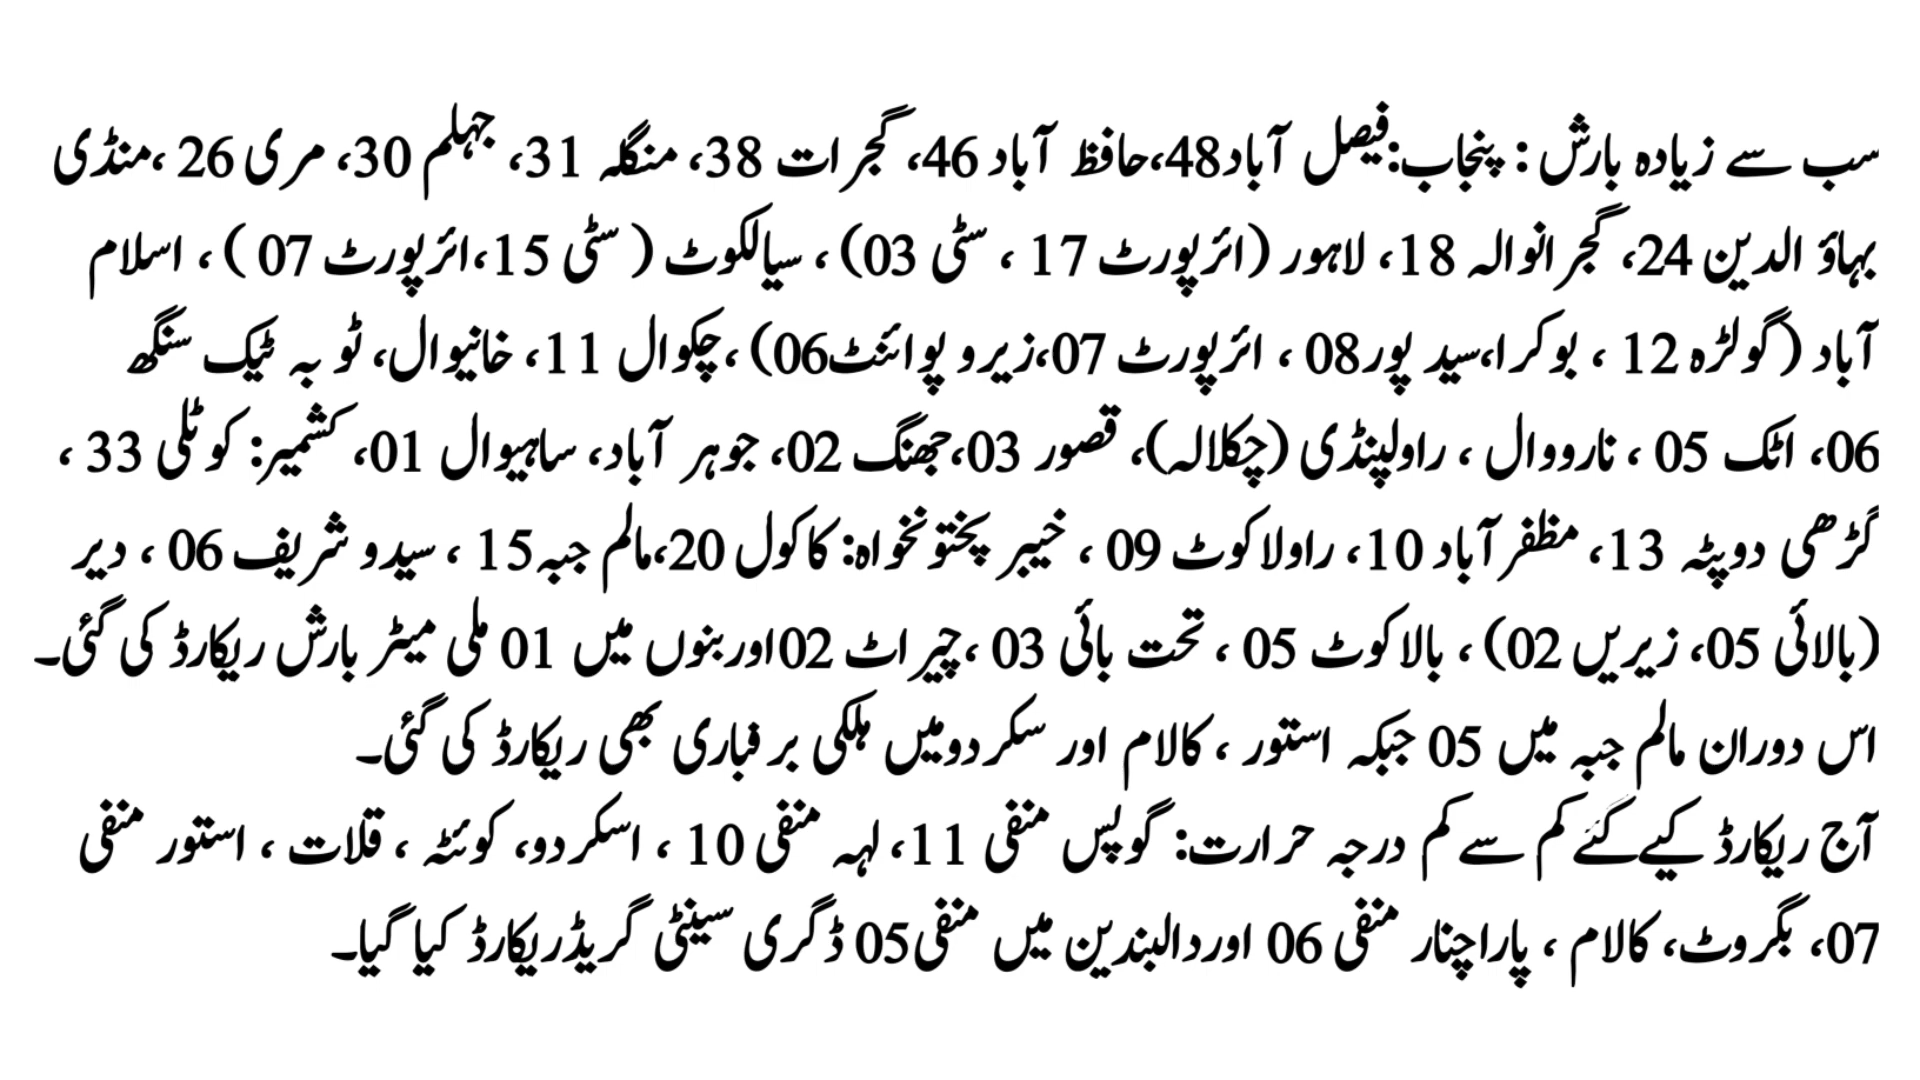 سب سے زیادہ بارش : پنجاب:فیصل آباد48،حافظ آباد 46، گجرات 38، منگلہ 31، جہلم 30، مری 26 ،منڈی
بہاؤ الدین 24، گجرانوالہ 18، لاہور (ائرپورٹ 17 ، سٹی 03) ، سیالکوٹ ( سٹی 15،ائرپورٹ 07 ) ، اسلام
آباد (گولڑہ 12 ، بوکرا،سید پور08 ، ائرپورٹ 07،زیرو پوائنٹ06) ،چکوال 11، خانیوال، ٹوبہ ٹیک سنگھ
06، اٹک 05 ، نارووال ، راولپنڈی (چکلالہ)، قصور 03،جھنگ 02، جوہر آباد، ساہیوال 01، کشمیر: کوٹلی 33 ،
گڑھی دوپٹہ 13، مظفرآباد 10، راولاکوٹ 09 ، خیبر پختونخواہ: کاکول 20،مالم جبہ15 ، سیدو شریف 06 ، دیر
(بالائی 05، زیریں 02) ، بالاکوٹ 05 ، تخت بائی 03 ،چیراٹ 02اوربنوں میں 01 ملی میٹر بارش ریکارڈ کی گئی۔
اس دوران مالم جبہ میں 05 جبکہ استور ، کالام اور سکردومیں ہلکی برفباری بھی ریکارڈ کی گئی۔
آج ریکارڈ کیےگئے کم سے کم درجہ حرارت: گوپس منفی 11، لہہ منفی 10 ، اسکردو، کوئٹہ ، قلات ، استور منفی
07، بگروٹ، کالام ، پاراچنار منفی 06 اوردالبندین میں منفی05 ڈگری سینٹی گریڈریکارڈ کیا گیا۔